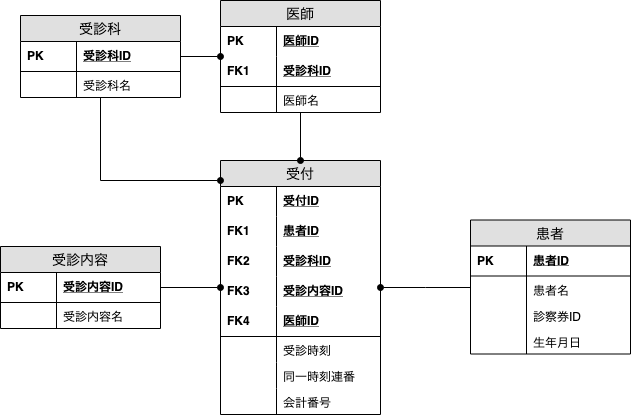 受診科
PK 受診科ID
受診科名
医師
PK 医師ID
FK1 受診科ID
医師名
受付
PK 受付ID
FK1 患者ID
FK2 受診科ID
FK3 受診内容ID
FK4 医師ID
受診時刻
同一時刻連番
会計番号
受診内容
PK 受診内容ID
受診内容名
患者
PK 患者ID
患者名
診察券ID
生年月日